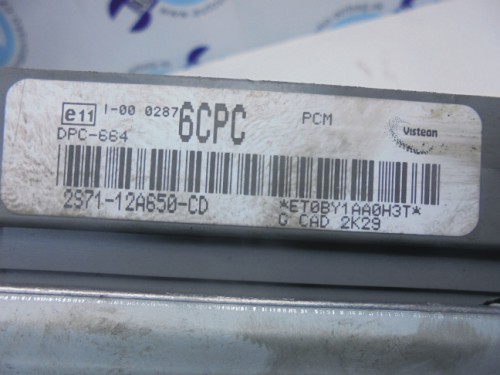 e11 I-00 0287 6CPC PCM Visteon
DPC-664
2S71-12A650-CD *ET0BY1AA0H3T*
G CAD 2K29